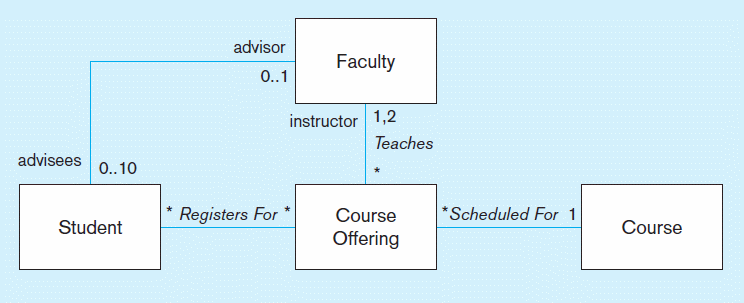 advisor
Faculty
0..1
instructor 1,2
Teaches
advisees
0..10
*
* Registers For *
*Scheduled For 1
Student
Course
Offering
Course